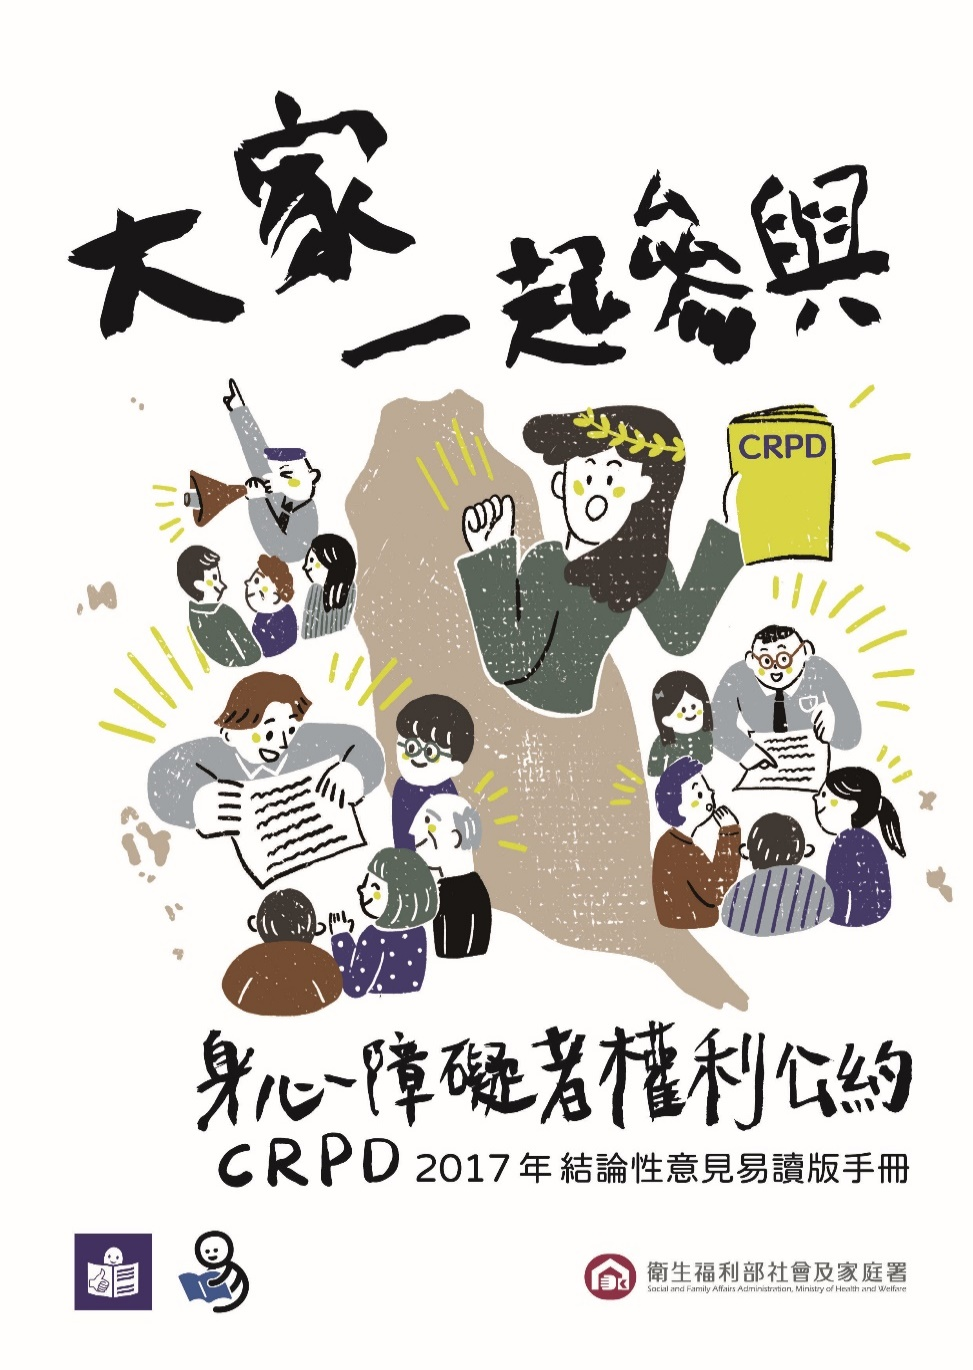 大家一起參與
CRPD
身心障礙者權利公約
CRPD 2017年結論性意見易讀版手冊
衛生福利部社會及家庭署
Social and Family Affairs Administration, Ministry of Health and Welfare